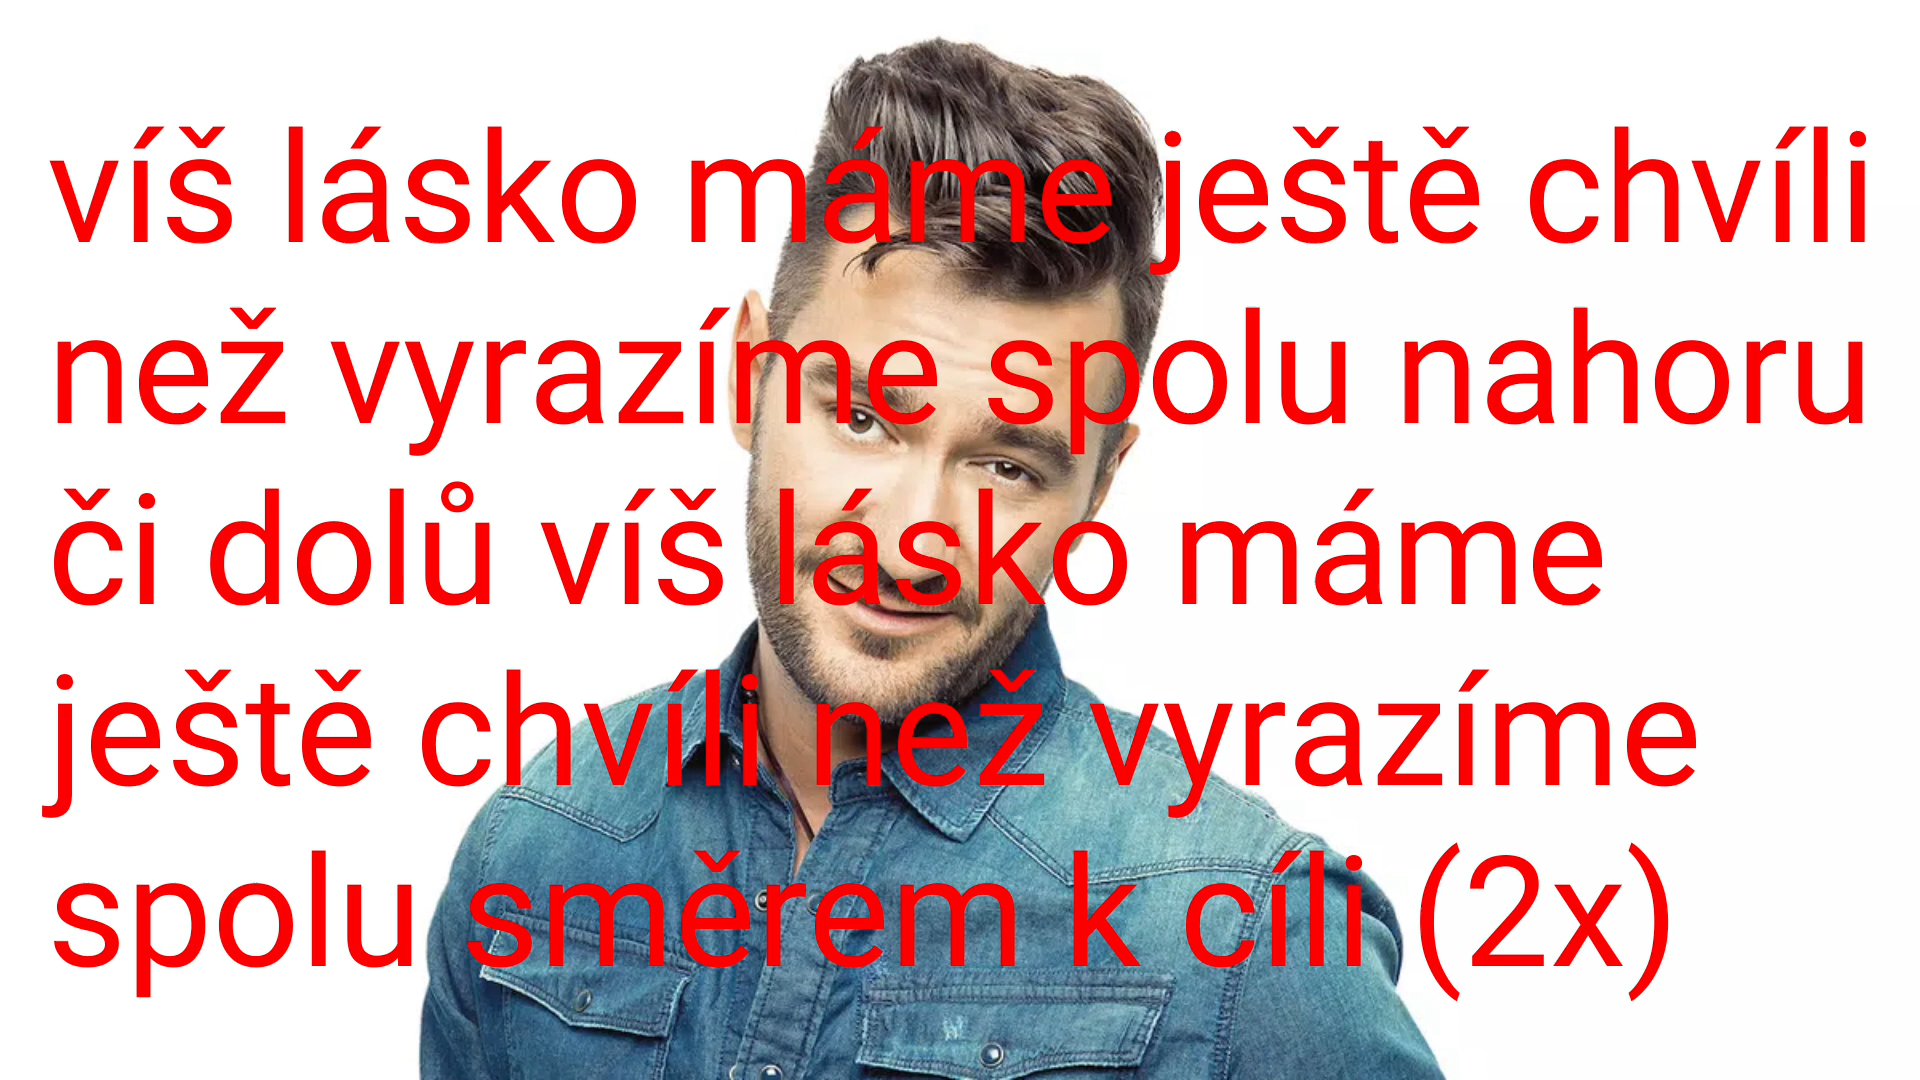 víš lásko máme ještě chvíli
než vyrazíme spolu nahoru
či dolů víš lásko máme
ještě chvíli než vyrazíme
spolu směrem k cíli (2x)